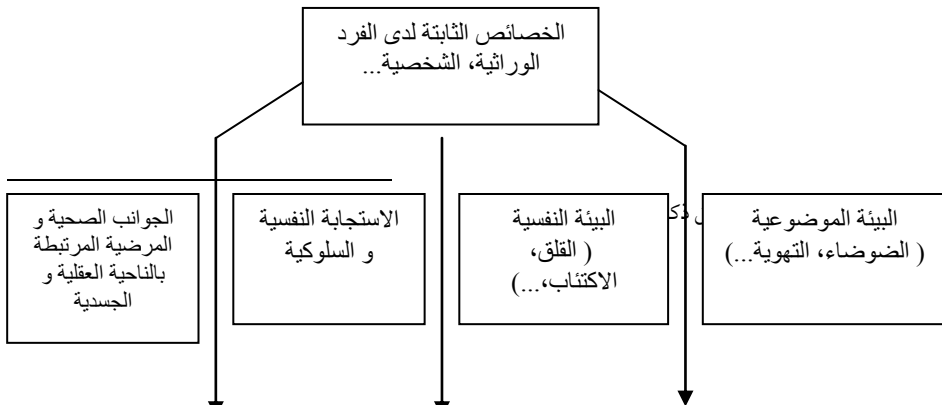 الخصائص الثابتة لدى الفرد
الوراثية، الشخصية...
البيئة الموضوعية
( الضوضاء، التهوية...)
البيئة النفسية
( القلق،
الاكتئاب،...)
الاستجابة النفسية
و السلوكية
الجوانب الصحية و
المرضية المرتبطة
بالناحية العقلية و
الجسدية